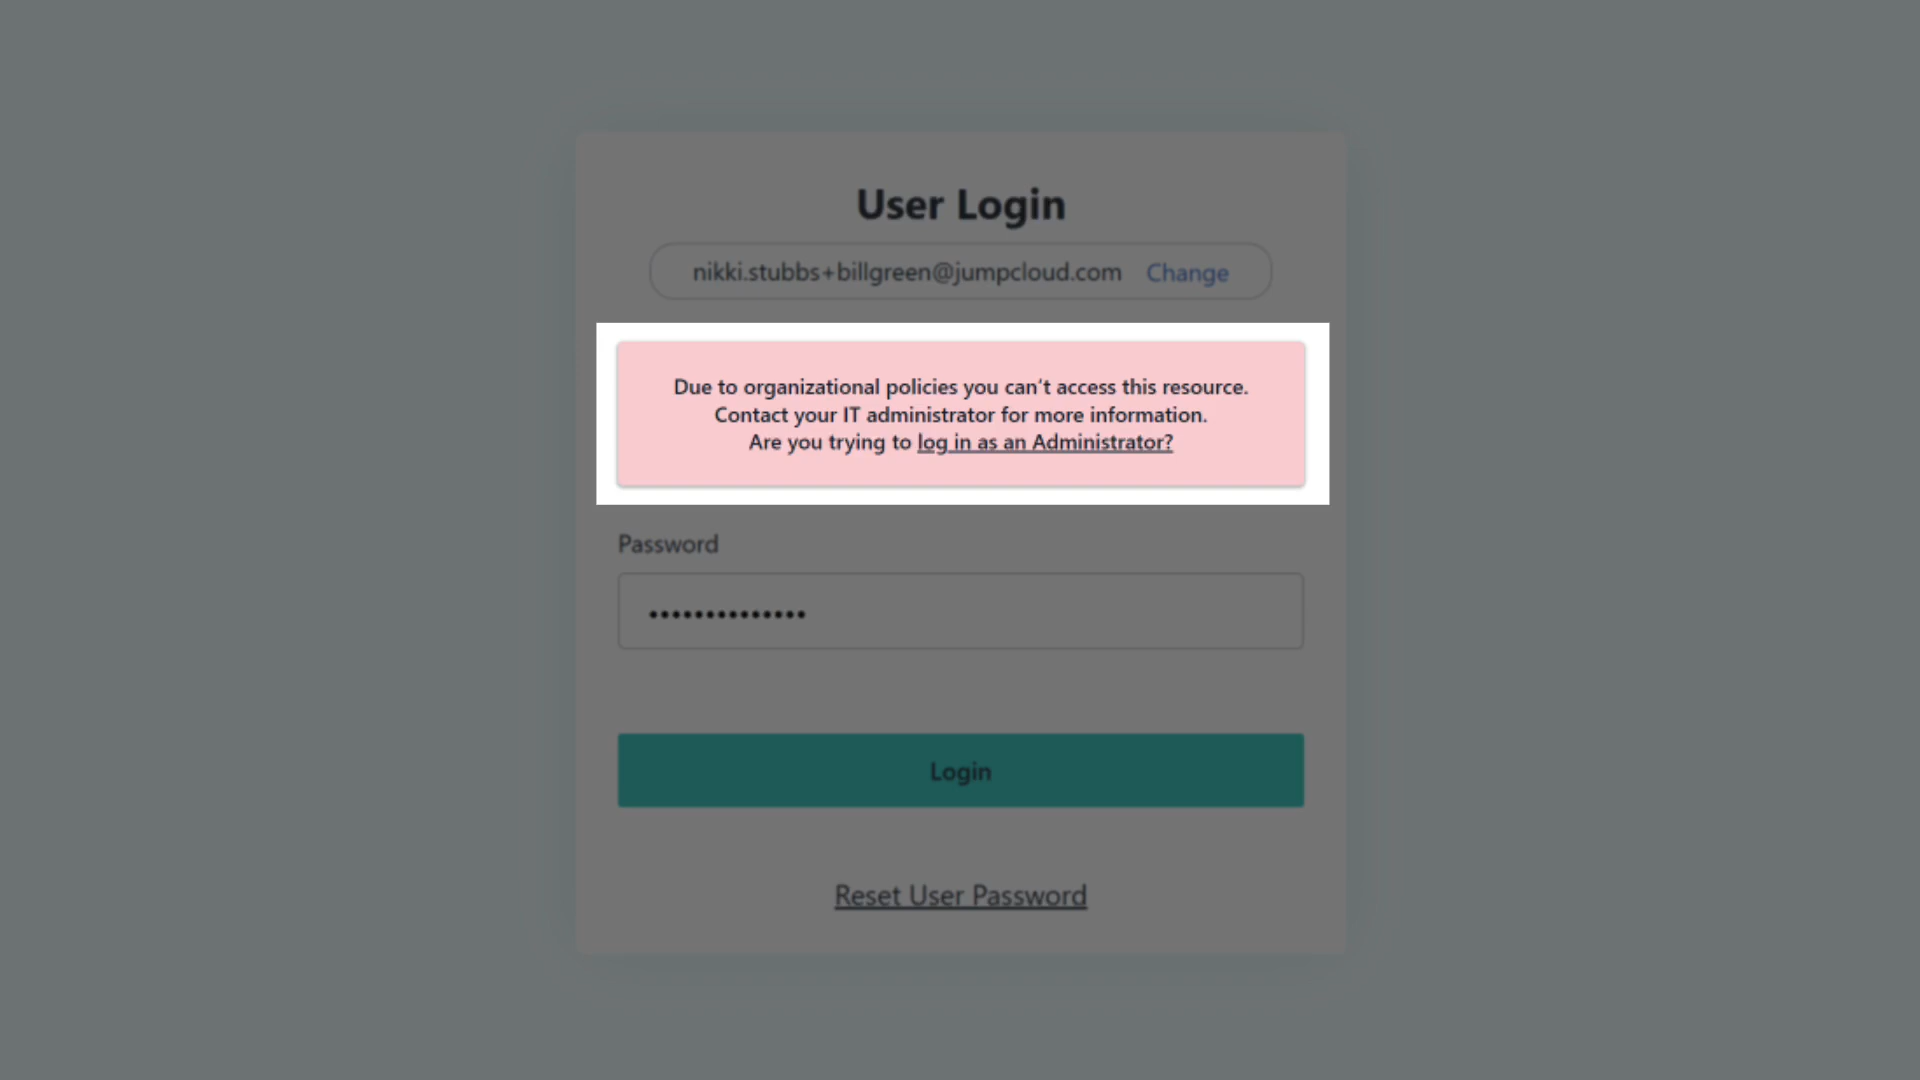 User Login
nikki.stubbs+billgreen@jumpcloud.com Change
Due to organizational policies you can't access this resource.
Contact your IT administrator for more information.
Are you trying to log in as an Administrator?
Password
••••••••••••••
Login
Reset User Password